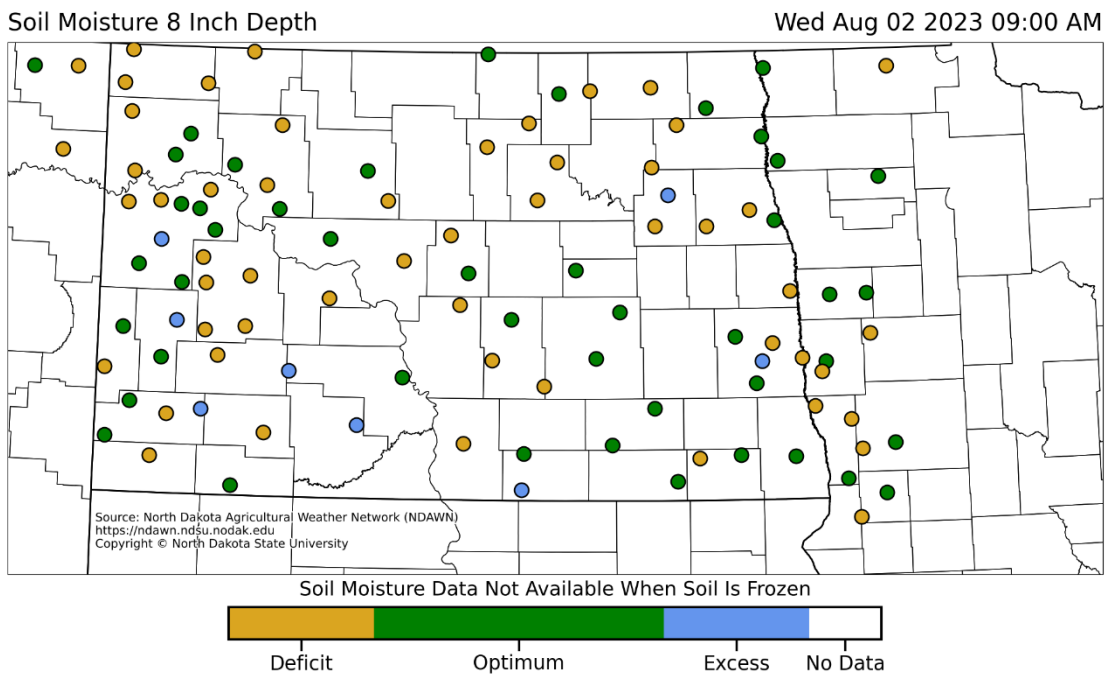 Soil Moisture 8 Inch Depth
Wed Aug 02 2023 09:00 AM
Source: North Dakota Agricultural Weather Network (NDAWN)
https://ndawn.ndsu.nodak.edu
Copyright © North Dakota State University
Soil Moisture Data Not Available When Soil Is Frozen
Deficit
Optimum
Excess
No Data